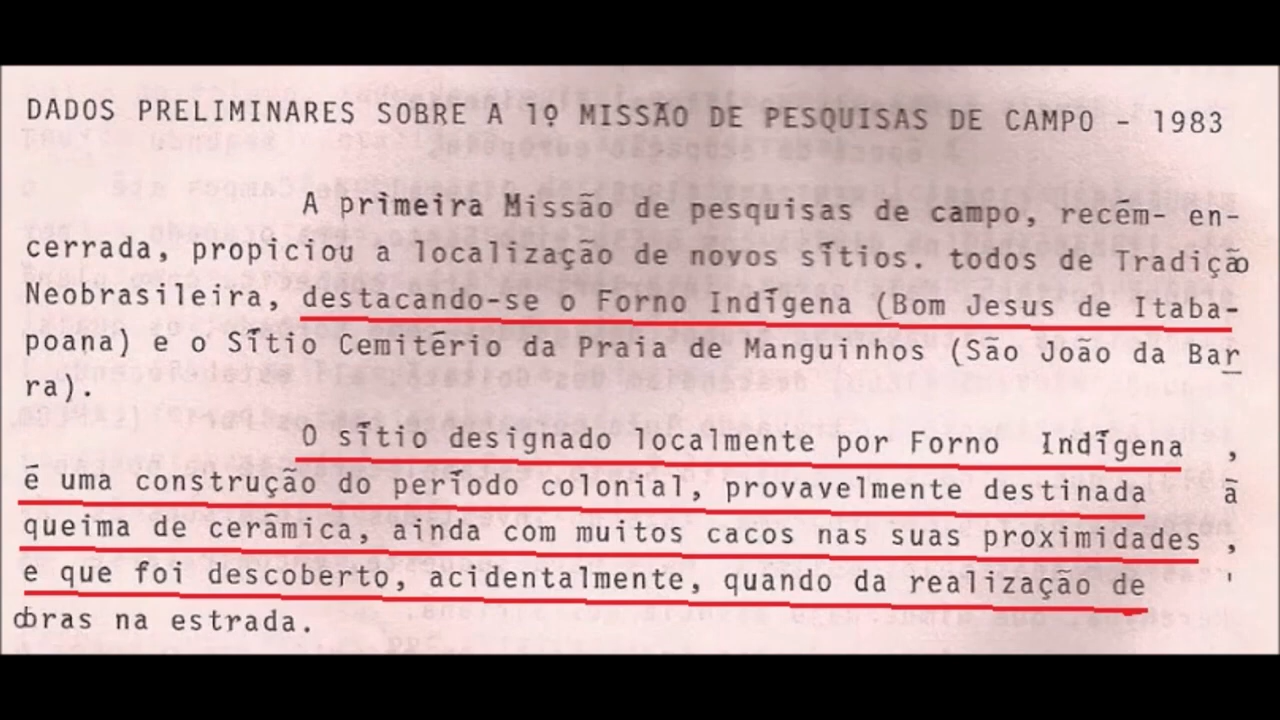 DADOS PRELIMINARES SOBRE A 1º MISSÃO DE PESQUISAS DE CAMPO - 1983
A primeira Missão de pesquisas de campo, recém- en-
cerrada, propiciou a localização de novos sítios. todos de Tradição
Neobrasileira, destacando-se o Forno Indígena (Bom Jesus de Itaba-
poana) e o Sítio Cemitério da Praia de Manguinhos (São João da Bar
ra).
O sítio designado localmente por Forno Indígena ,
é uma construção do período colonial, provavelmente destinada ã
queima de cerâmica, ainda com muitos cacos nas suas proximidades ,
e que foi descoberto, acidentalmente, quando da realização de '
obras na estrada.